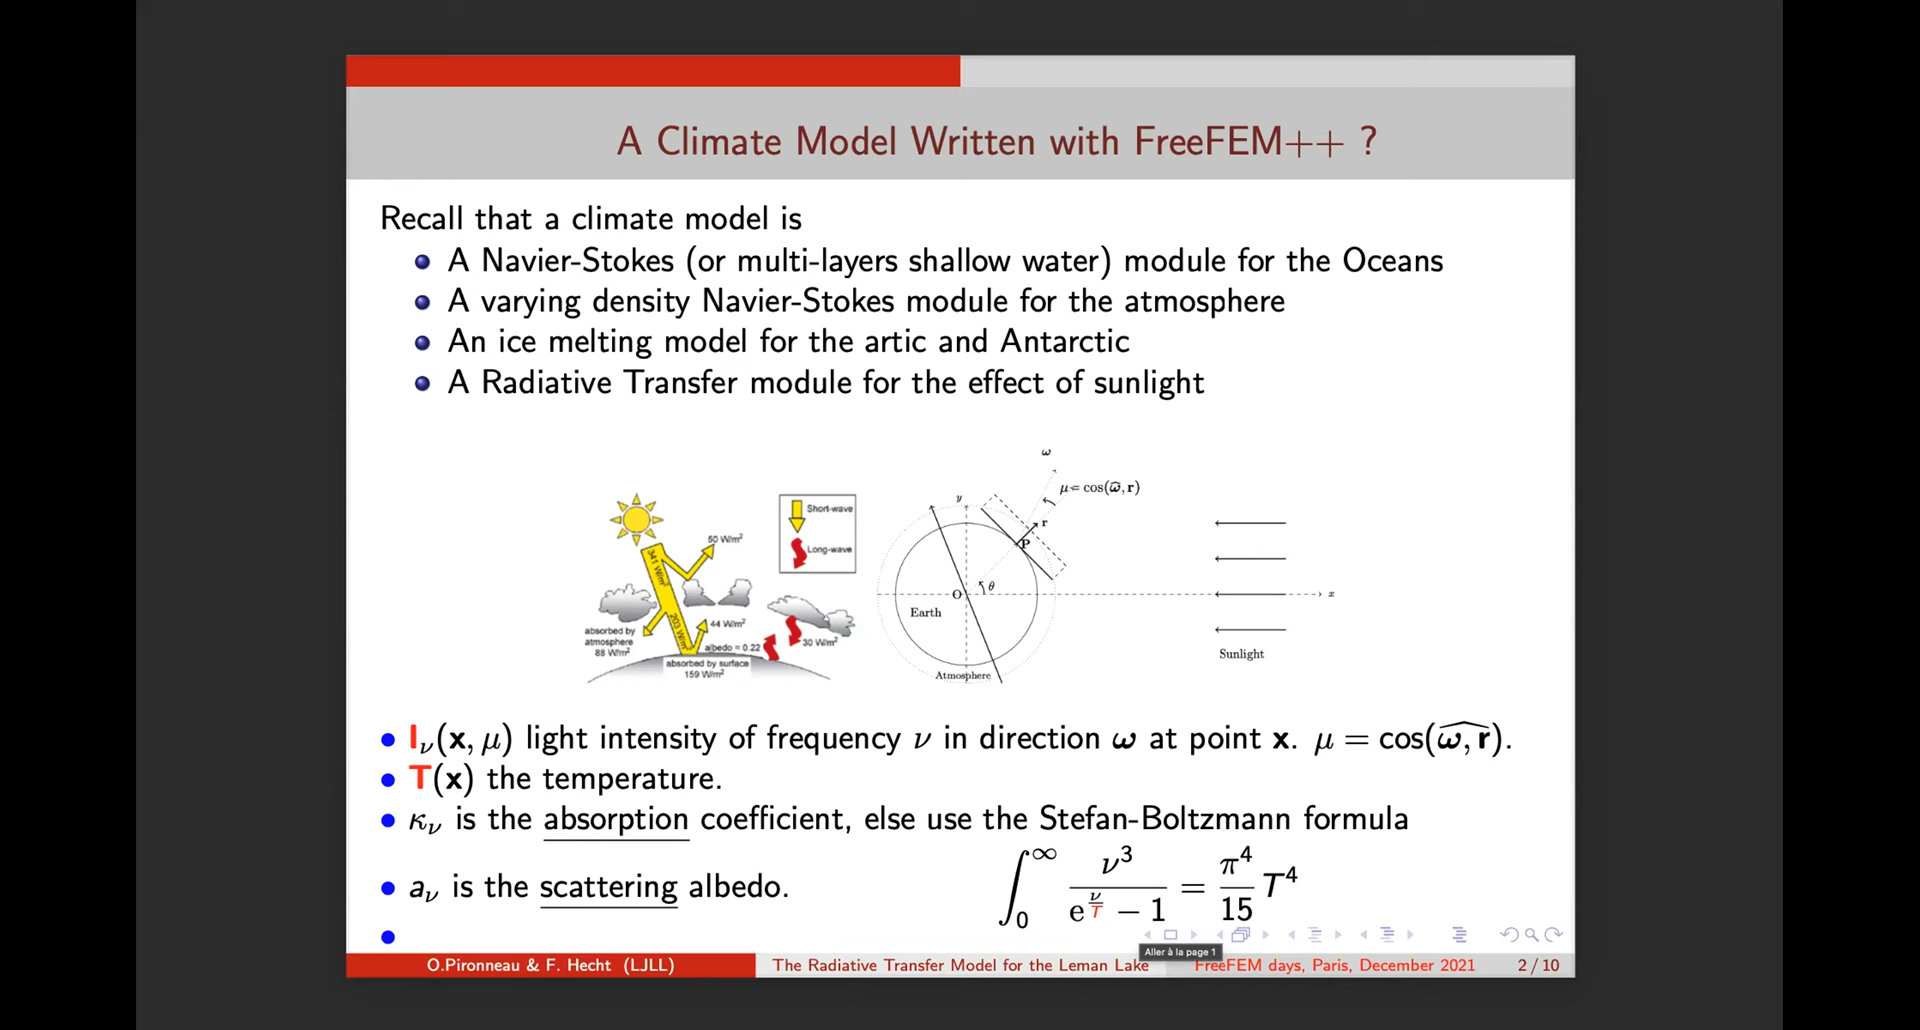 A Climate Model Written with FreeFEM++ ?
Recall that a climate model is
A Navier-Stokes (or multi-layers shallow water) module for the Oceans
A varying density Navier-Stokes module for the atmosphere
An ice melting model for the artic and Antarctic
A Radiative Transfer module for the effect of sunlight
Short-wave
Long-wave
341 W/m²
50 W/m²
203 W/m²
44 W/m²
albedo = 0.22
30 W/m²
absorbed by
atmosphere
88 W/m²
absorbed by surface
159 W/m²
ω
μ= cos(ω̂, r)
y
r
P
θ
O
x
Earth
Atmosphere
Sunlight
I_ν(x, μ) light intensity of frequency ν in direction ω at point x. μ = cos(ω̂, r).
T(x) the temperature.
κ_ν is the absorption coefficient, else use the Stefan-Boltzmann formula
a_ν is the scattering albedo. ∫₀^∞ ν³ / (e^(ν/T) − 1) = π⁴/15 T⁴
Aller à la page 1
O.Pironneau & F. Hecht (LJLL) The Radiative Transfer Model for the Leman Lake FreeFEM days, Paris, December 2021 2 / 10